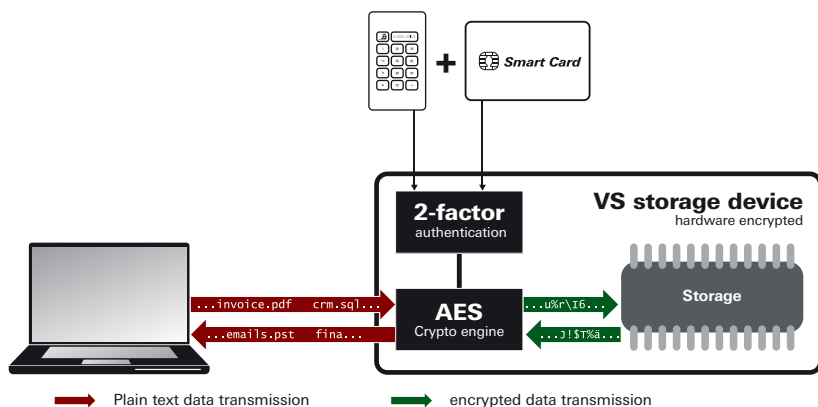 +
Smart Card
VS storage device
hardware encrypted
2-factor
authentication
...invoice.pdf crm.sql...
...emails.pst fina...
AES
Crypto engine
...u%r\I6...
...J!$T%ä...
Storage
Plain text data transmission
encrypted data transmission